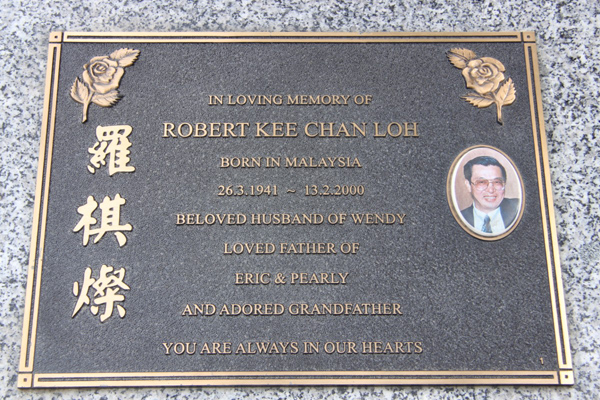 羅棋燦
IN LOVING MEMORY OF
ROBERT KEE CHAN LOH
BORN IN MALAYSIA
26.3.1941 ~ 13.2.2000
BELOVED HUSBAND OF WENDY
LOVED FATHER OF
ERIC & PEARLY
AND ADORED GRANDFATHER
YOU ARE ALWAYS IN OUR HEARTS
1